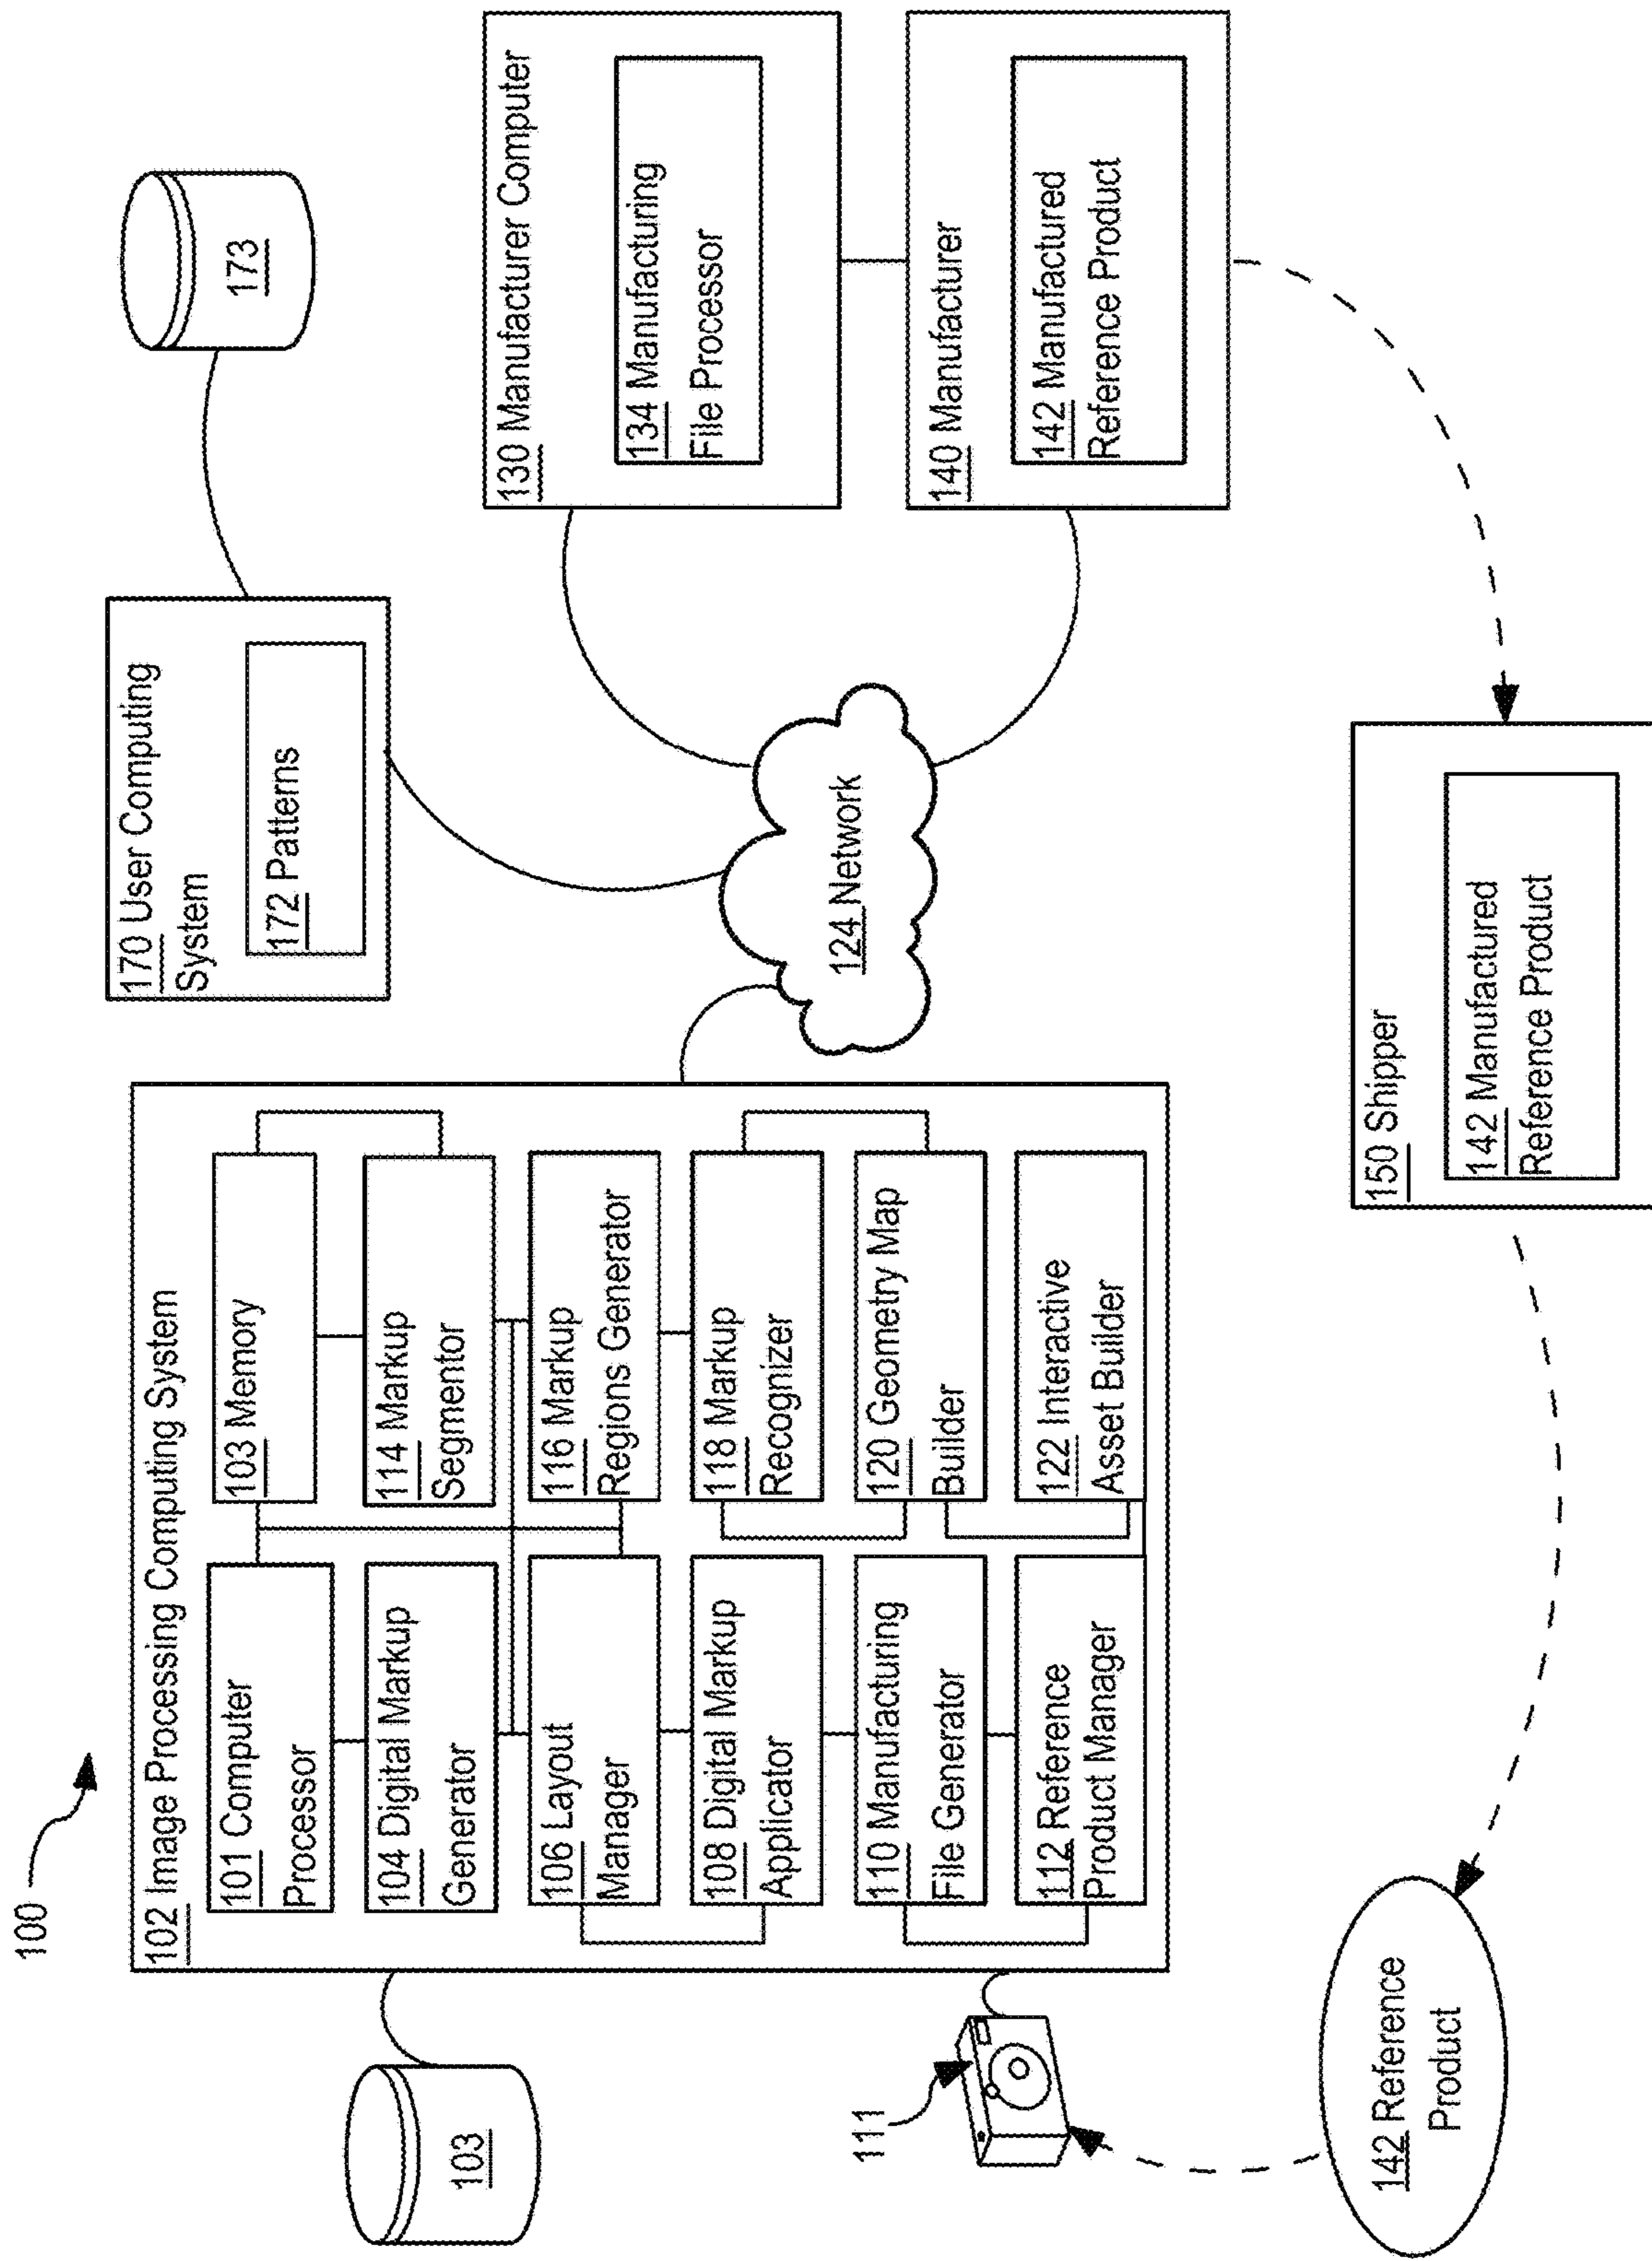 100
102 Image Processing Computing System
101 Computer
Processor
103 Memory
104 Digital Markup
Generator
114 Markup
Segmentor
106 Layout
Manager
116 Markup
Regions Generator
108 Digital Markup
Applicator
118 Markup
Recognizer
110 Manufacturing
File Generator
120 Geometry Map
Builder
112 Reference
Product Manager
122 Interactive
Asset Builder
103
111
170 User Computing
System
172 Patterns
173
124 Network
130 Manufacturer Computer
134 Manufacturing
File Processor
140 Manufacturer
142 Manufactured
Reference Product
150 Shipper
142 Manufactured
Reference Product
142 Reference
Product